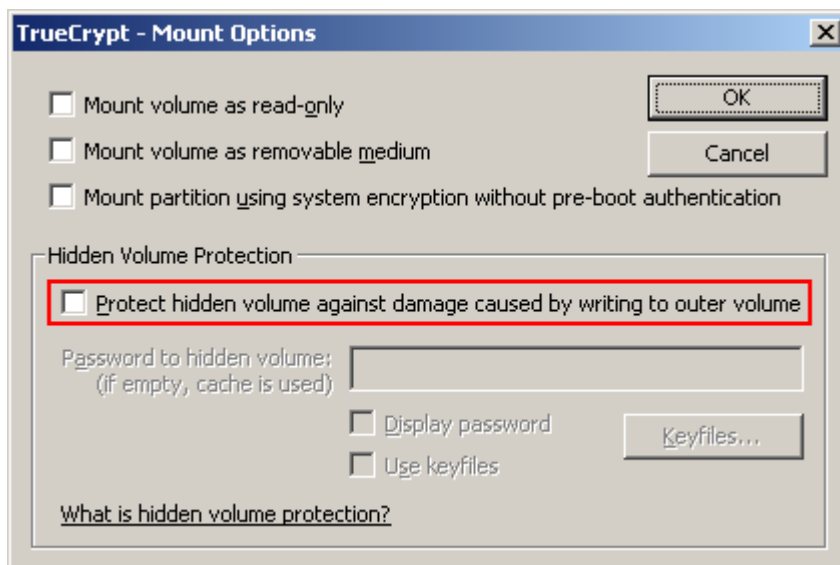 TrueCrypt - Mount Options
Mount volume as read-only
OK
Mount volume as removable medium
Cancel
Mount partition using system encryption without pre-boot authentication
Hidden Volume Protection
Protect hidden volume against damage caused by writing to outer volume
Password to hidden volume:
(if empty, cache is used)
Display password
Keyfiles...
Use keyfiles
What is hidden volume protection?